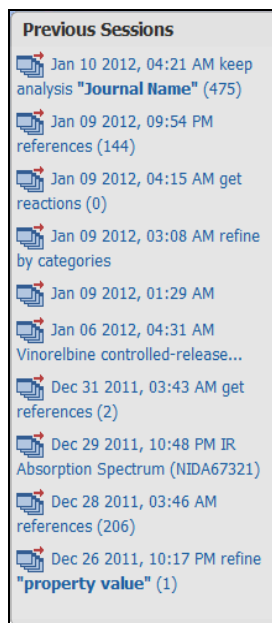 Previous Sessions
Jan 10 2012, 04:21 AM keep
analysis "Journal Name" (475)
Jan 09 2012, 09:54 PM
references (144)
Jan 09 2012, 04:15 AM get
reactions (0)
Jan 09 2012, 03:08 AM refine
by categories
Jan 09 2012, 01:29 AM
Jan 06 2012, 04:31 AM
Vinorelbine controlled-release...
Dec 31 2011, 03:43 AM get
references (2)
Dec 29 2011, 10:48 PM IR
Absorption Spectrum (NIDA67321)
Dec 28 2011, 03:46 AM
references (206)
Dec 26 2011, 10:17 PM refine
"property value" (1)